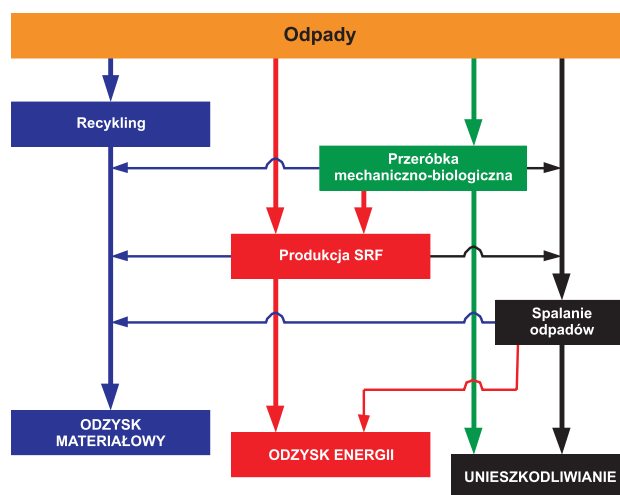 Odpady
Recykling
Przeróbka
mechaniczno-biologiczna
Produkcja SRF
Spalanie
odpadów
ODZYSK
MATERIAŁOWY
ODZYSK ENERGII
UNIESZKODLIWIANIE